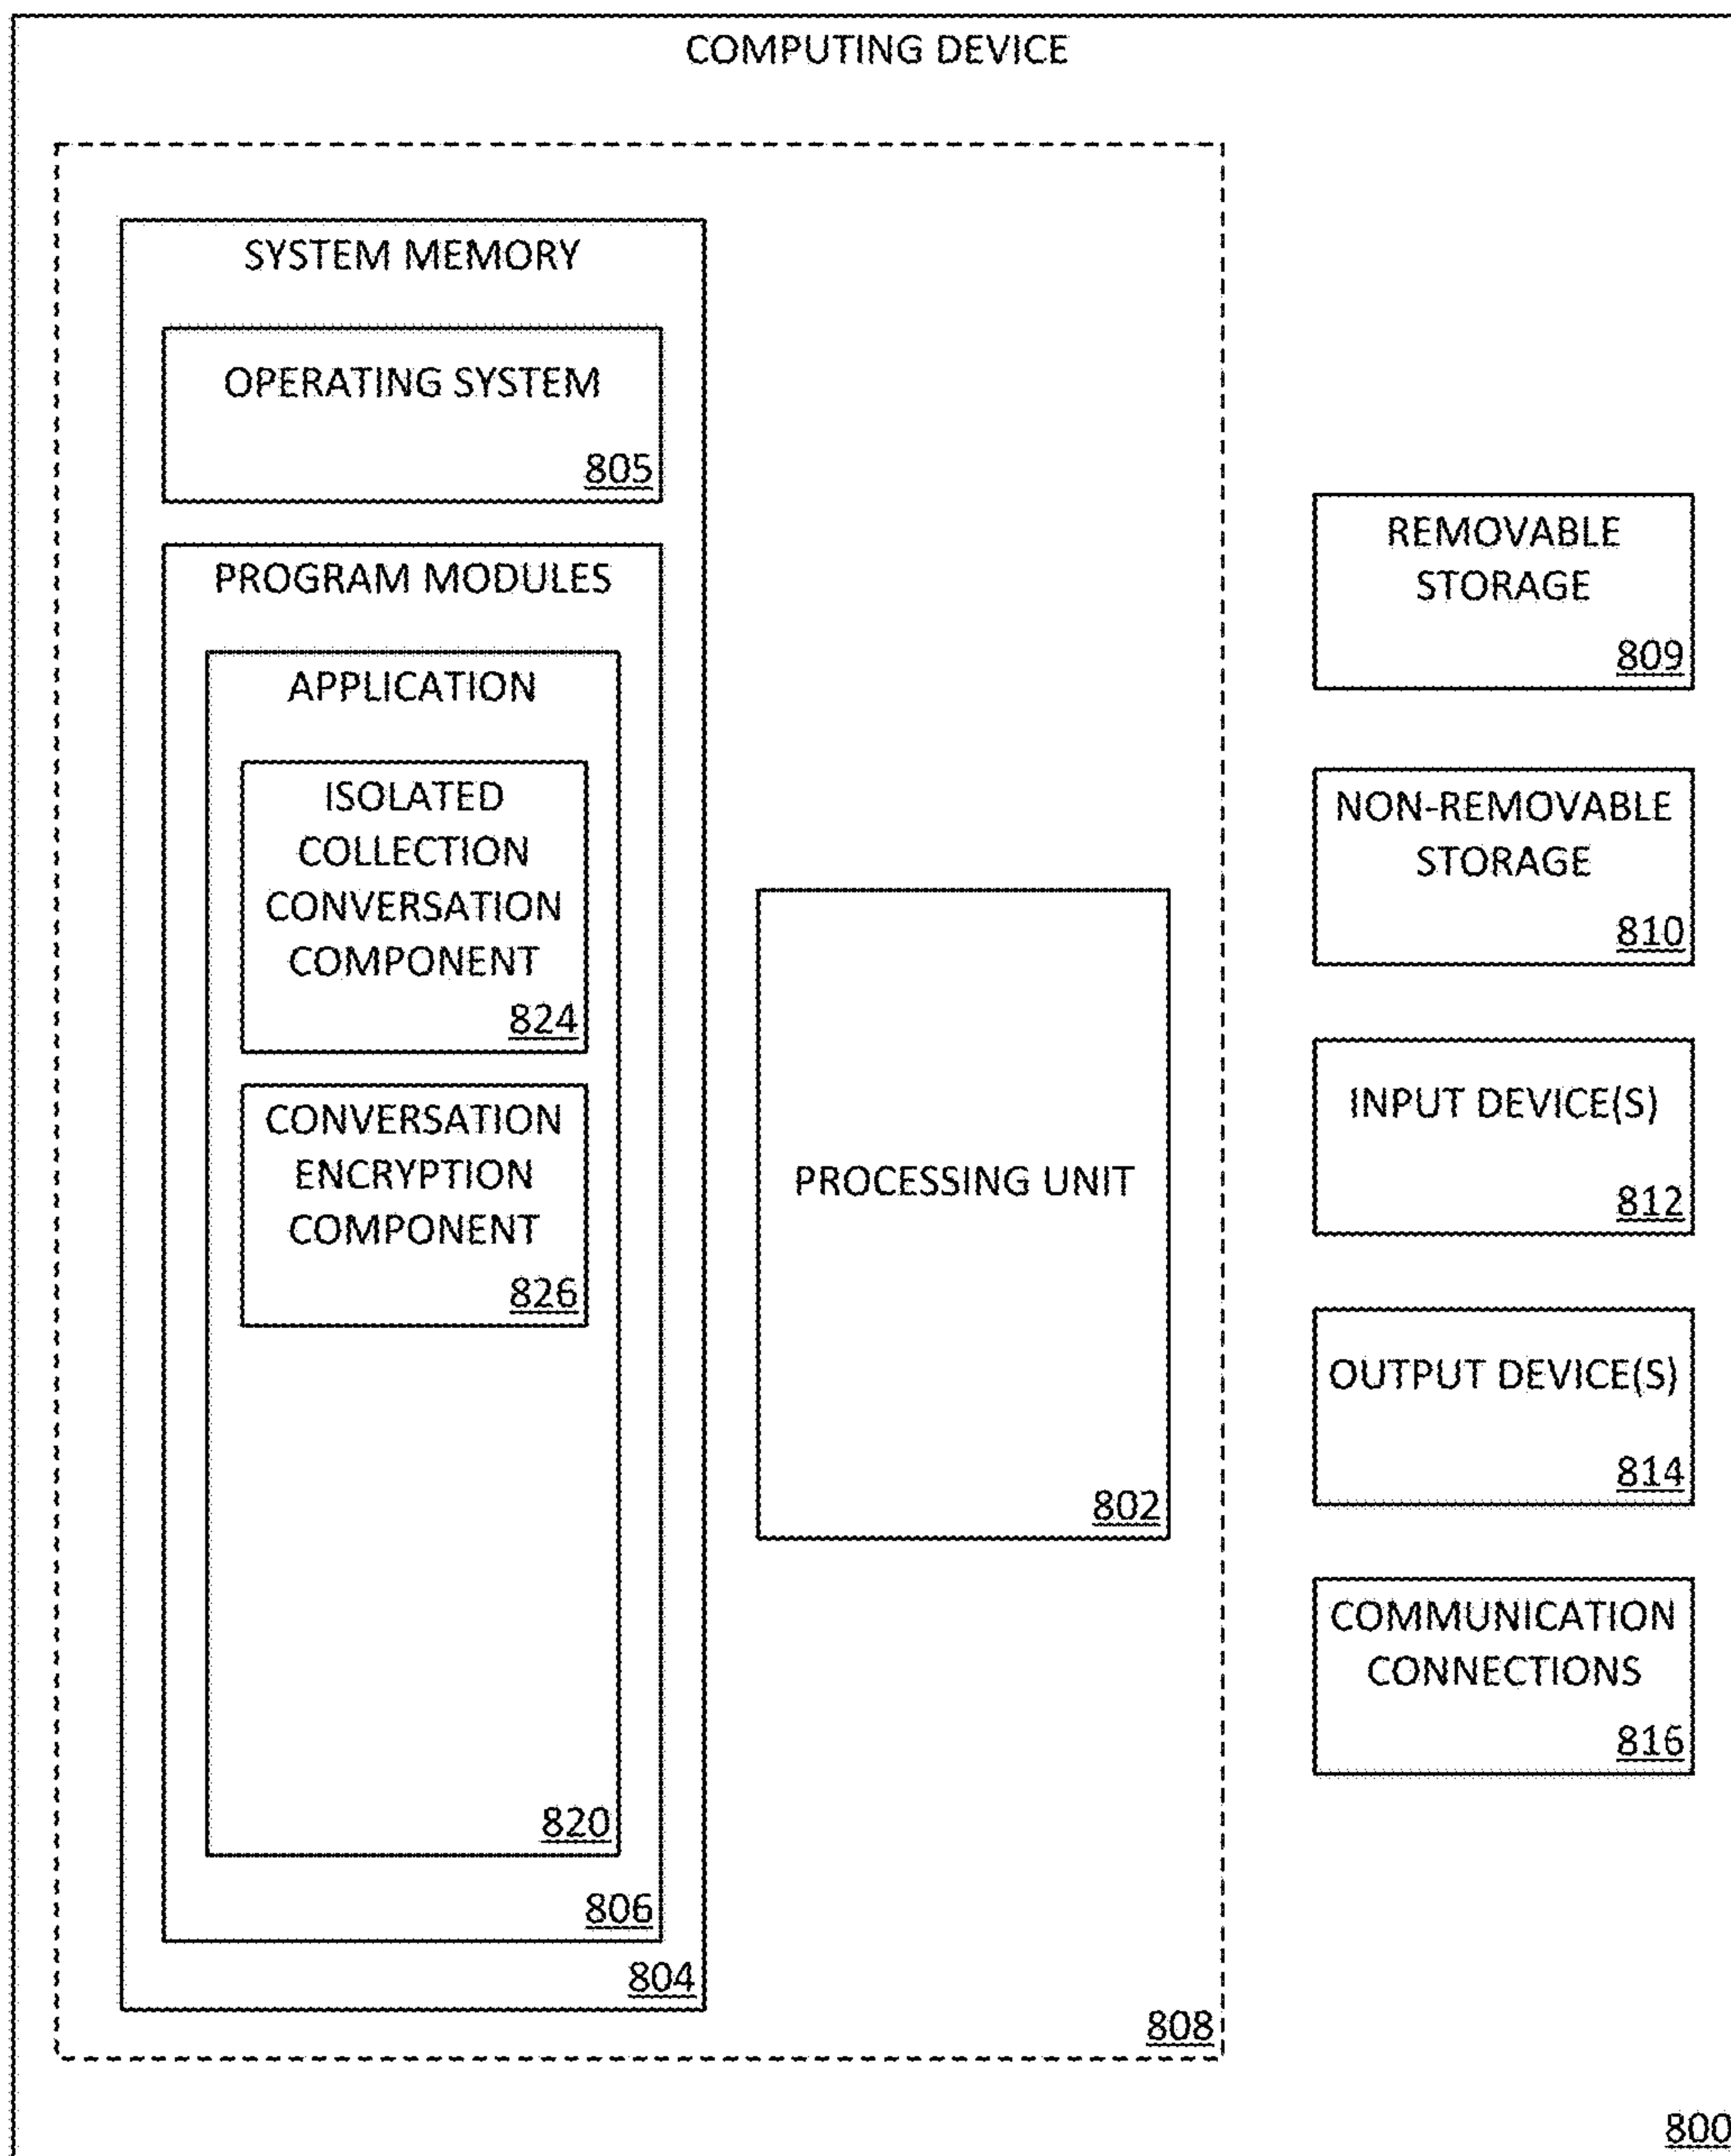 COMPUTING DEVICE
SYSTEM MEMORY
OPERATING SYSTEM
805
PROGRAM MODULES
APPLICATION
ISOLATED
COLLECTION
CONVERSATION
COMPONENT
824
CONVERSATION
ENCRYPTION
COMPONENT
826
820
806
804
PROCESSING UNIT
802
808
REMOVABLE
STORAGE
809
NON-REMOVABLE
STORAGE
810
INPUT DEVICE(S)
812
OUTPUT DEVICE(S)
814
COMMUNICATION
CONNECTIONS
816
800